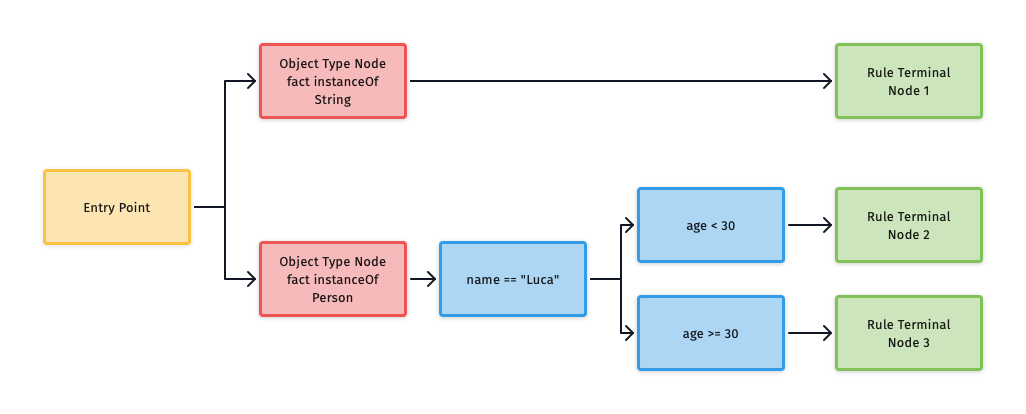 Object Type Node
fact instanceOf
String
Rule Terminal
Node 1
Entry Point
Object Type Node
fact instanceOf
Person
name == "Luca"
age < 30
Rule Terminal
Node 2
age >= 30
Rule Terminal
Node 3